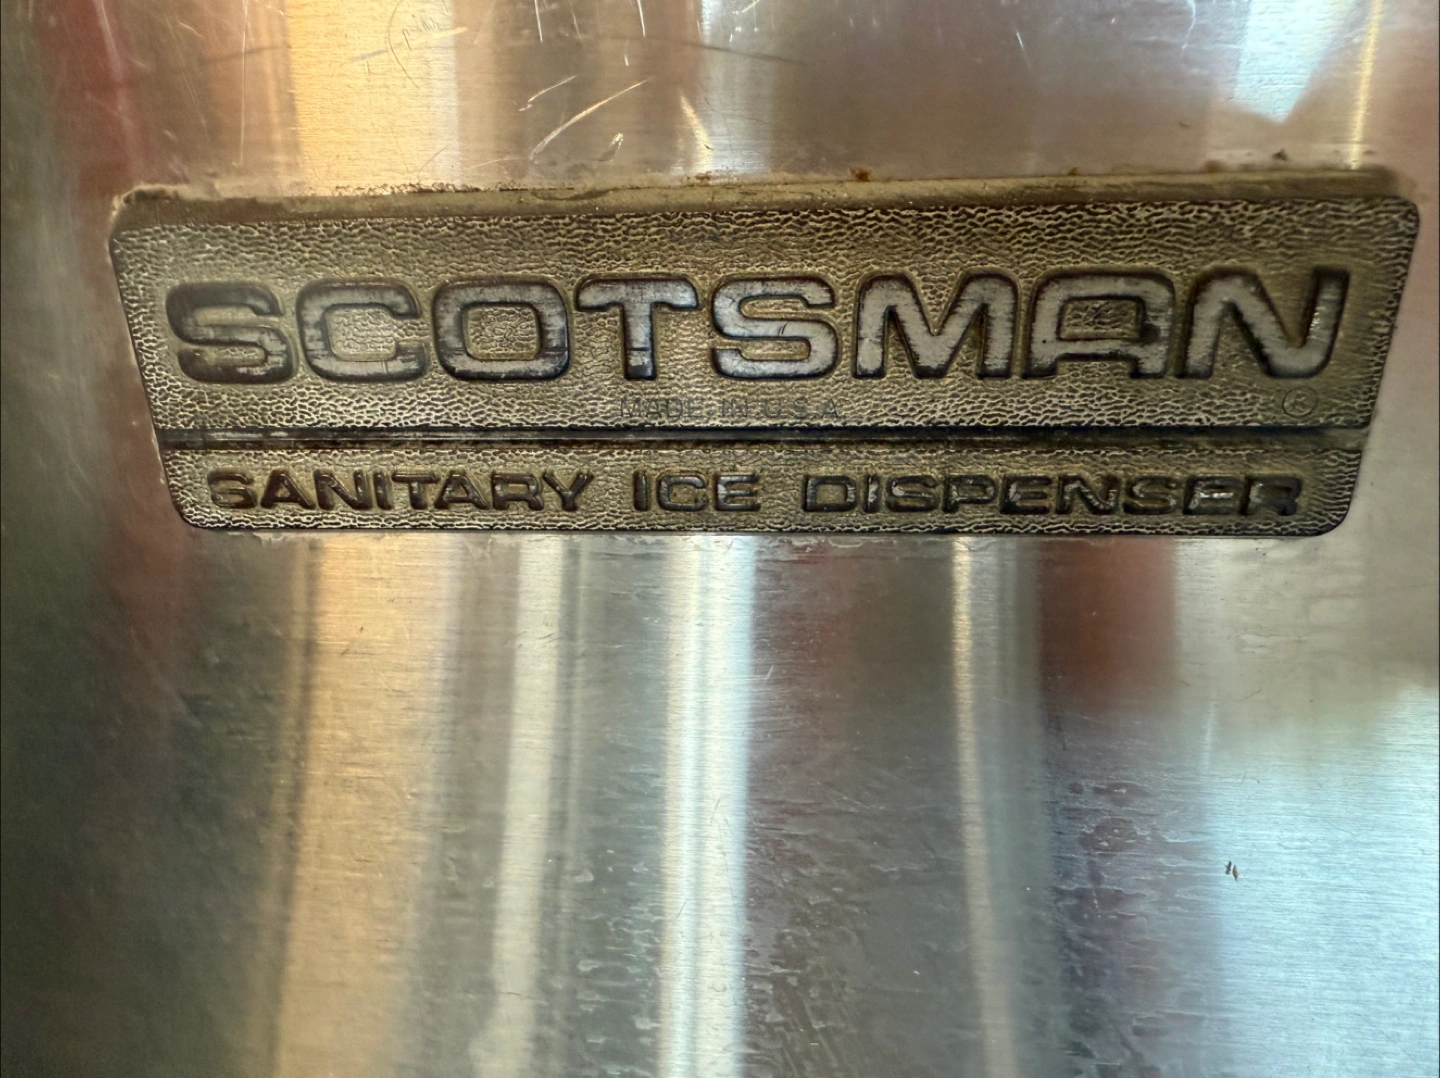 SCOTSMAN
MADE IN U.S.A.
®
SANITARY ICE DISPENSER